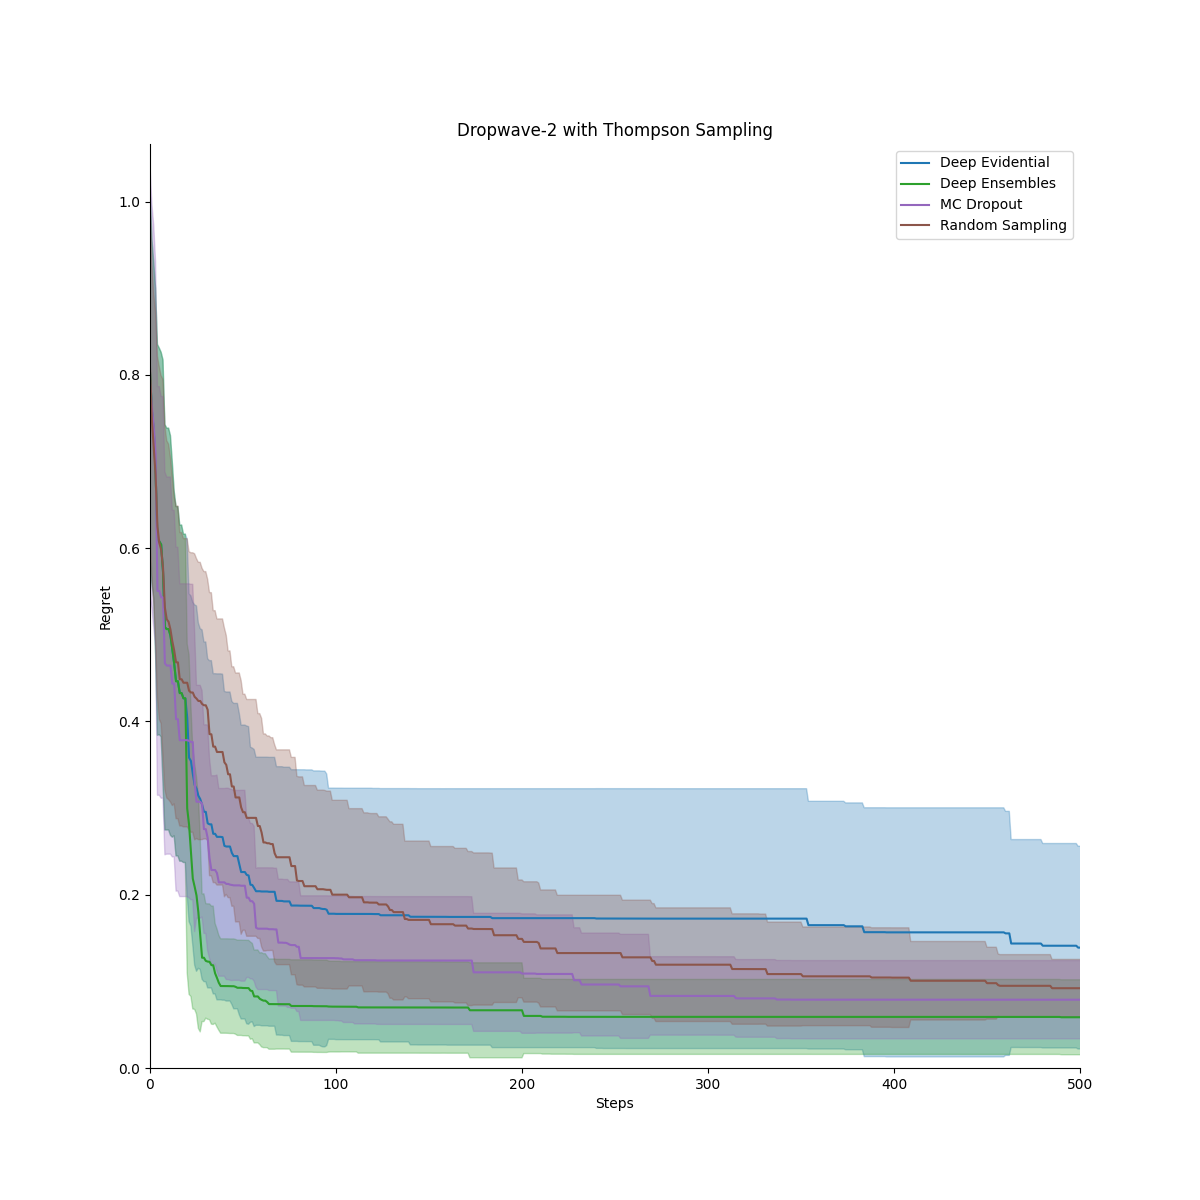 Dropwave-2 with Thompson Sampling
Deep Evidential
Deep Ensembles
MC Dropout
Random Sampling
1.0
0.8
0.6
0.4
0.2
0.0
Regret
0 100 200 300 400 500
Steps